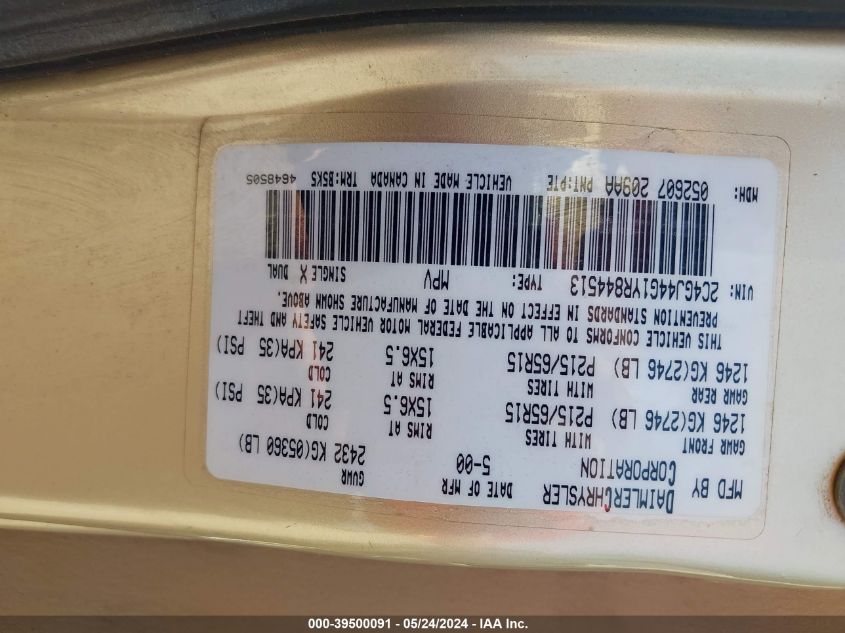 MFD BY DAIMLERCHRYSLER CORPORATION
DATE OF MFR 5-00
GVWR 2432 KG(05360 LB)
GAWR FRONT WITH TIRES RIMS AT COLD
1246 KG(2746 LB) P215/65R15 15X6.5 241 KPA(35 PSI)
GAWR REAR WITH TIRES RIMS AT COLD
1246 KG(2746 LB) P215/65R15 15X6.5 241 KPA(35 PSI)
THIS VEHICLE CONFORMS TO ALL APPLICABLE FEDERAL MOTOR VEHICLE SAFETY AND THEFT
PREVENTION STANDARDS IN EFFECT ON THE DATE OF MANUFACTURE SHOWN ABOVE.
VIN: 2C4GJ44G1YR844513 TYPE: MPV SINGLE X DUAL
MDH: 052607 209AA PNT:PTE VEHICLE MADE IN CANADA TRM:B5K5 4648505
000-39500091 - 05/24/2024 - IAA Inc.